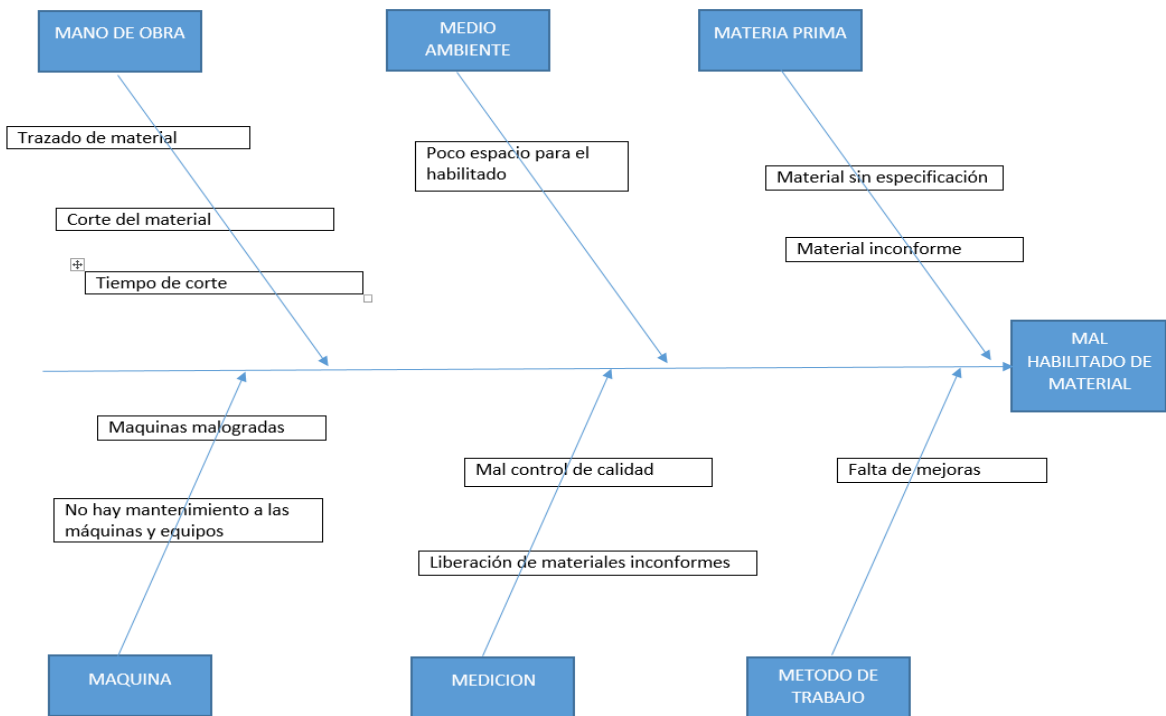 MANO DE OBRA
MEDIO
AMBIENTE
MATERIA PRIMA
Trazado de material
Corte del material
Tiempo de corte
Poco espacio para el
habilitado
Material sin especificación
Material inconforme
MAL
HABILITADO DE
MATERIAL
Maquinas malogradas
No hay mantenimiento a las
máquinas y equipos
Mal control de calidad
Liberación de materiales inconformes
Falta de mejoras
MAQUINA
MEDICION
METODO DE
TRABAJO